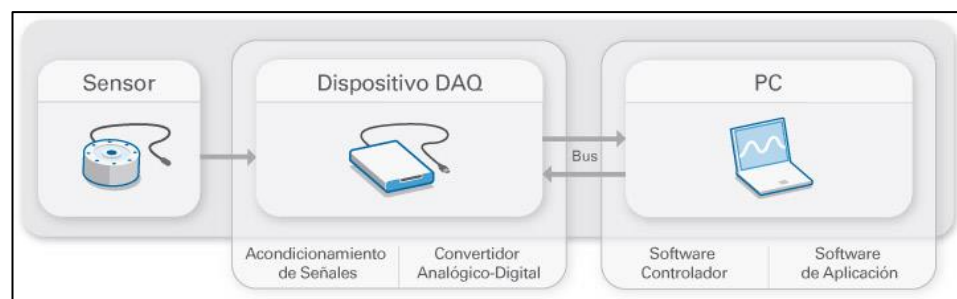 Sensor
Dispositivo DAQ
PC
Bus
Acondicionamiento
de Señales
Convertidor
Analógico-Digital
Software
Controlador
Software
de Aplicación